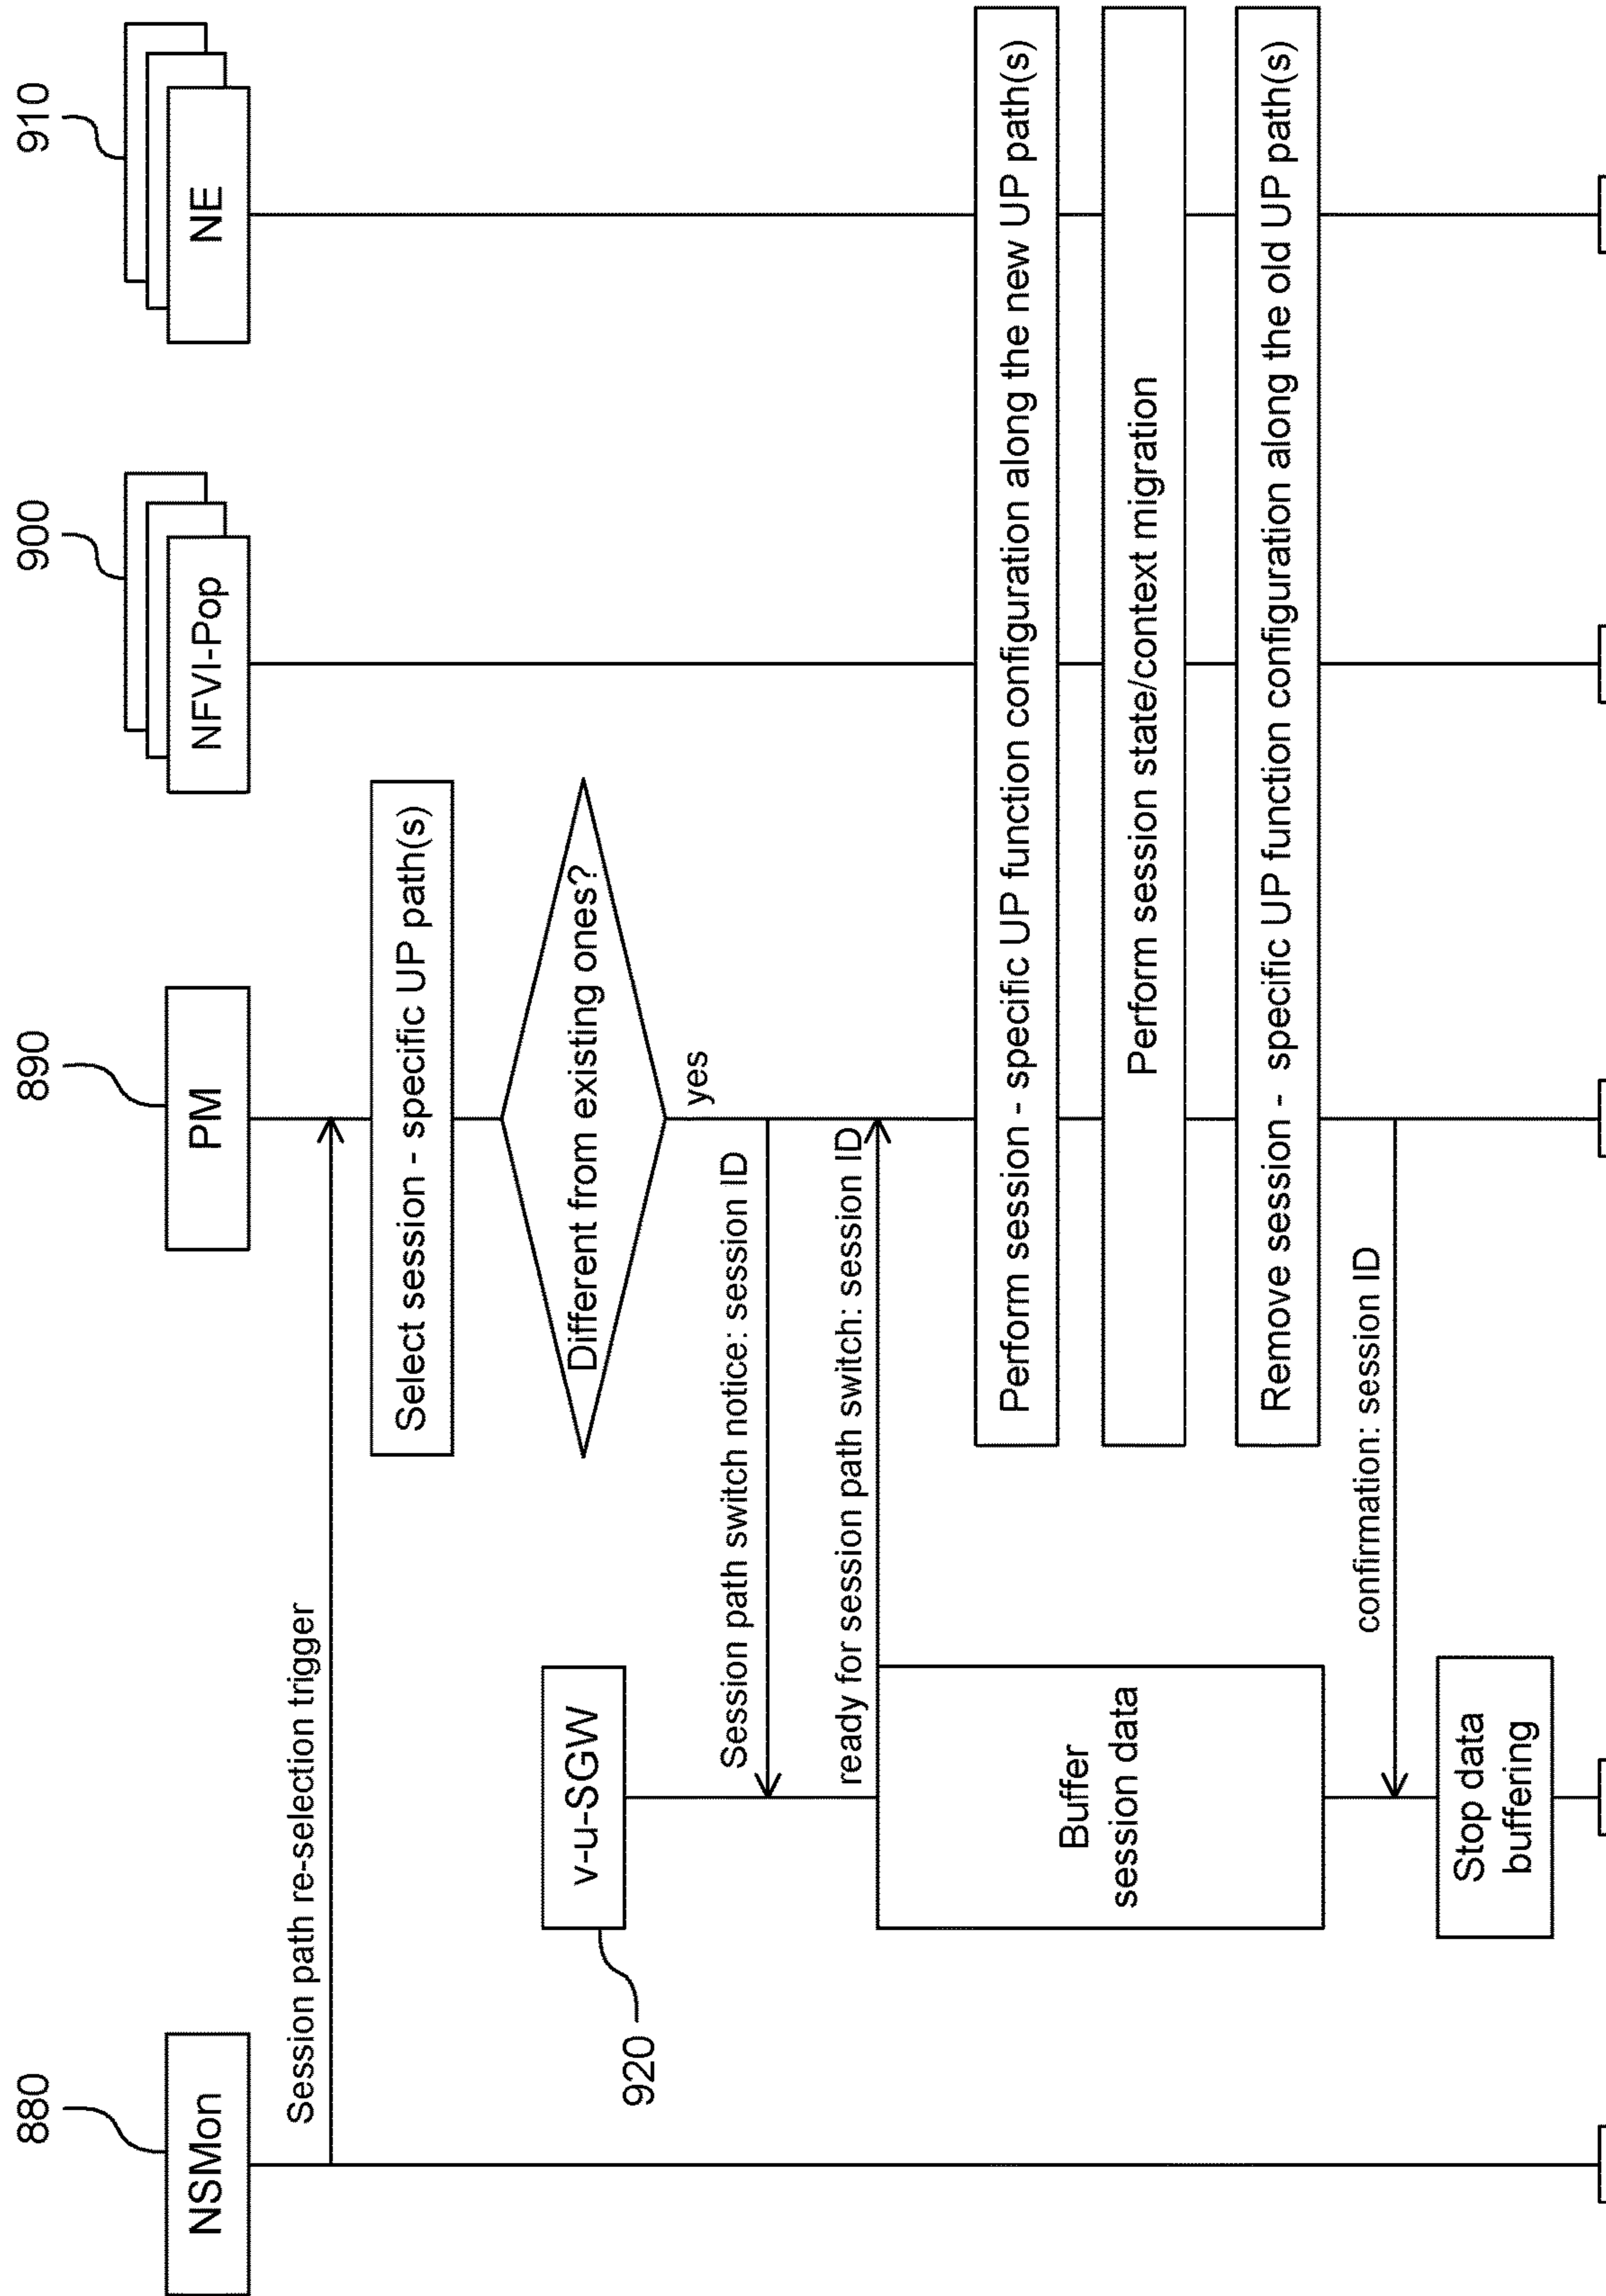 880
890
900
910
NSMon
PM
NFVI-Pop
NE
Session path re-selection trigger
Select session - specific UP path(s)
Different from existing ones?
yes
v-u-SGW
920
Session path switch notice: session ID
ready for session path switch: session ID
Buffer
session data
Perform session - specific UP function configuration along the new UP path(s)
Perform session state/context migration
Remove session - specific UP function configuration along the old UP path(s)
confirmation: session ID
Stop data
buffering